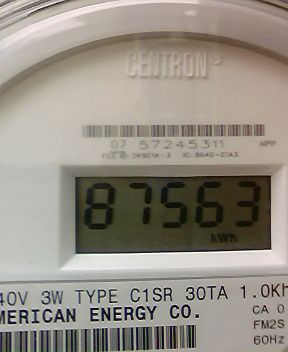 CENTRON
07 57245311 HPP
87563
kWh
40V 3W TYPE C1SR 30TA 1.0Kh
MERICAN ENERGY CO.
CA 0
FM2S
60Hz